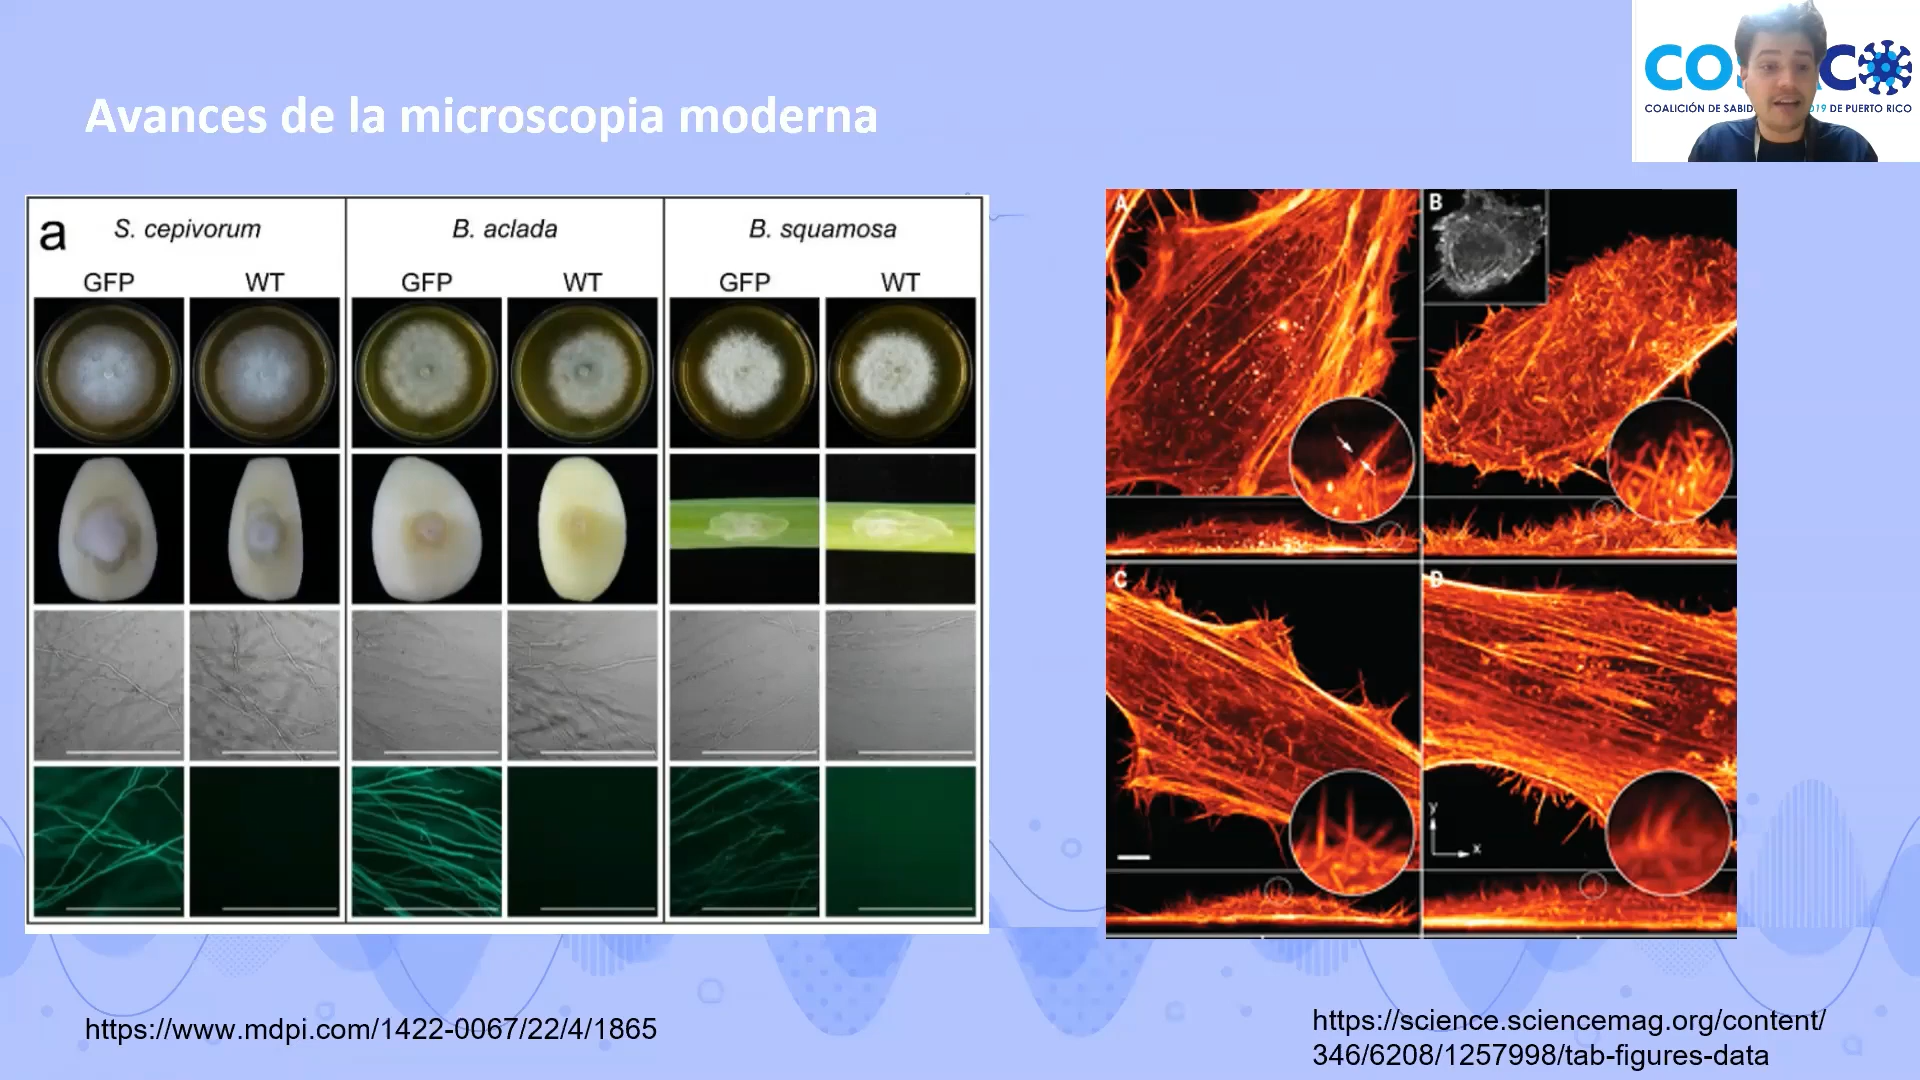 Avances de la microscopia moderna
CO C
COALICIÓN DE SABID 19 DE PUERTO RICO
a S. cepivorum B. aclada B. squamosa
GFP WT GFP WT GFP WT
A B
C D
y
x
https://www.mdpi.com/1422-0067/22/4/1865
https://science.sciencemag.org/content/
346/6208/1257998/tab-figures-data